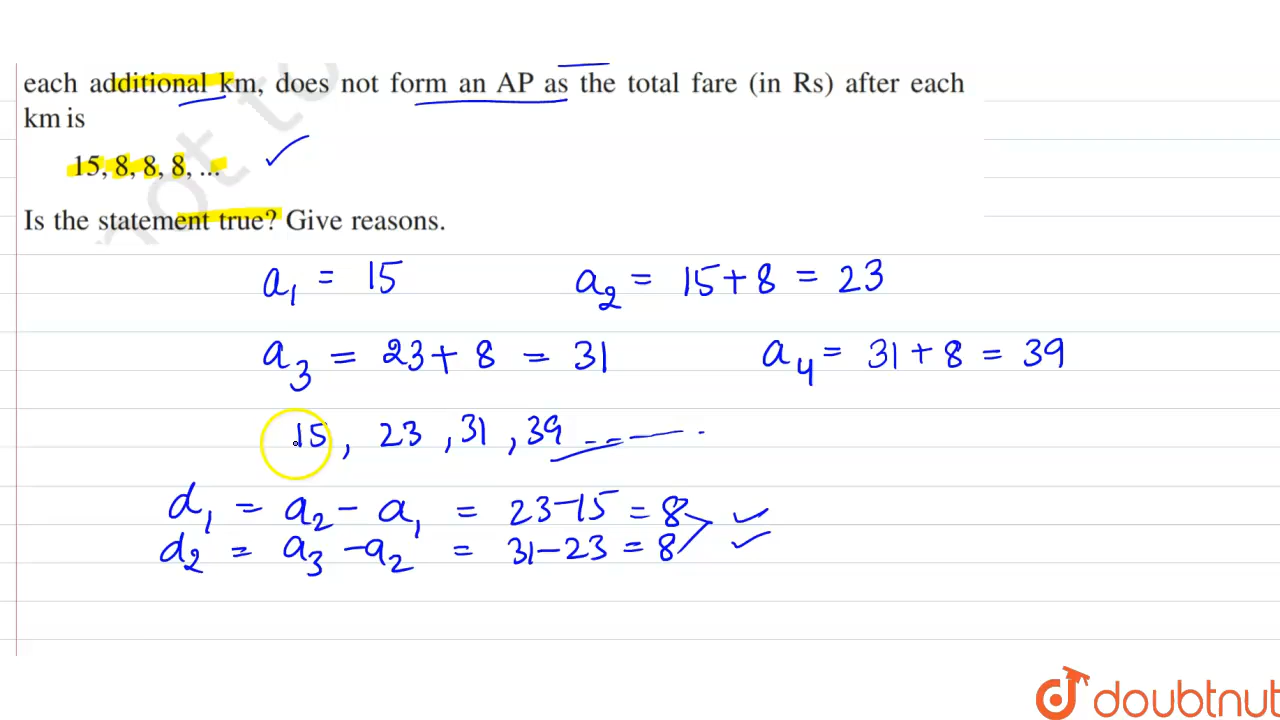 each additional km, does not form an AP as the total fare (in Rs) after each
km is
15, 8, 8, 8, ...
Is the statement true? Give reasons.
a₁ = 15 a₂ = 15+8 = 23
a₃ = 23+8 = 31 a₄ = 31+8 = 39
15, 23, 31, 39 -----
d₁ = a₂ - a₁ = 23-15 = 8
d₂ = a₃ - a₂ = 31-23 = 8
not to
doubtnut